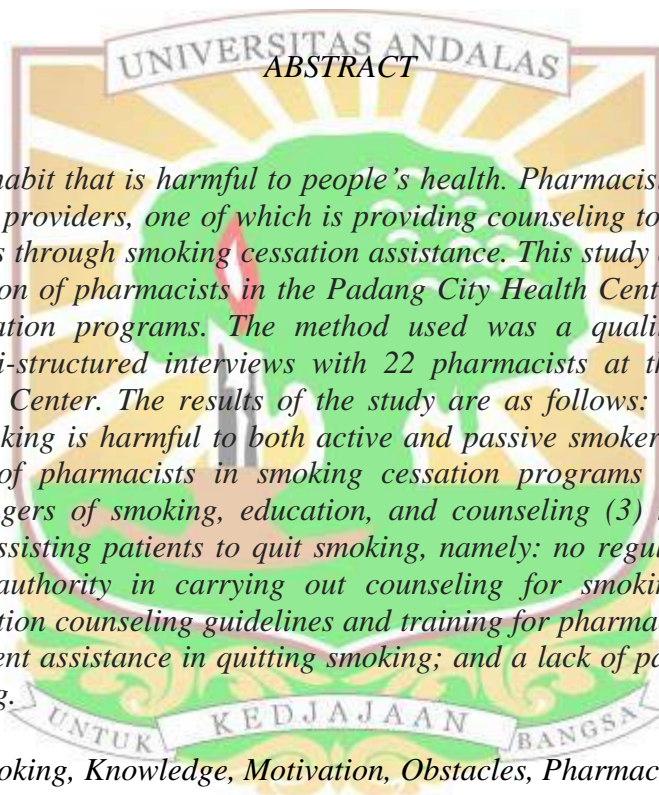 UNIVERSITAS ANDALAS
ABSTRACT
habit that is harmful to people's health. Pharmacis
providers, one of which is providing counseling to
s through smoking cessation assistance. This study
ion of pharmacists in the Padang City Health Cent
ation programs. The method used was a quali
i-structured interviews with 22 pharmacists at th
Center. The results of the study are as follows:
king is harmful to both active and passive smoker
of pharmacists in smoking cessation programs
gers of smoking, education, and counseling (3)
ssisting patients to quit smoking, namely: no regul
authority in carrying out counseling for smokin
tion counseling guidelines and training for pharma
ent assistance in quitting smoking; and a lack of pa
g.
UNTUK KEDJAJAAN BANGSA
oking, Knowledge, Motivation, Obstacles, Pharmac